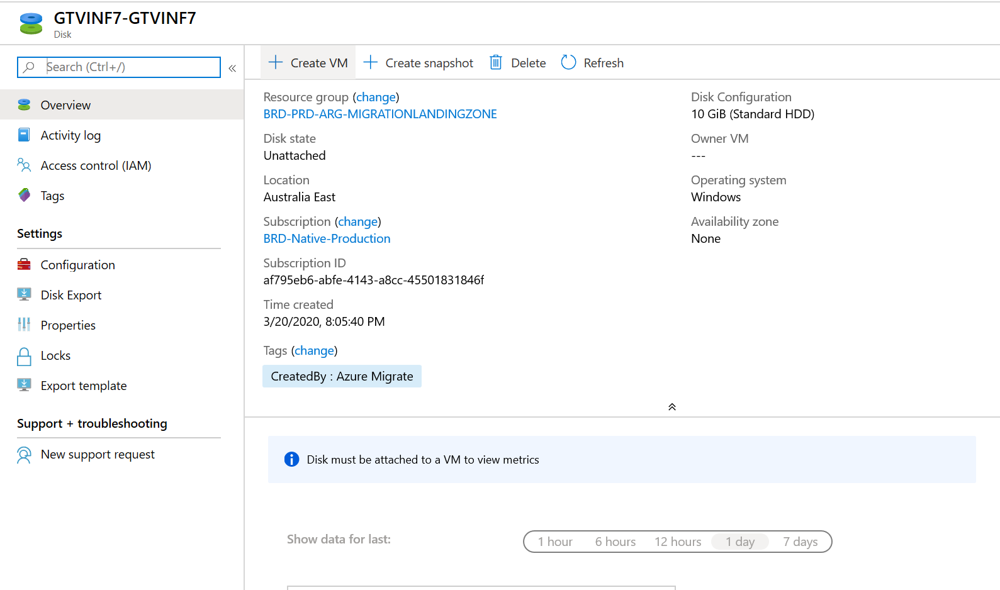 GTVINF7-GTVINF7
Disk
Search (Ctrl+/)
«
Overview
Activity log
Access control (IAM)
Tags
Settings
Configuration
Disk Export
Properties
Locks
Export template
Support + troubleshooting
New support request
Create VM
Create snapshot
Delete
Refresh
Resource group (change)
BRD-PRD-ARG-MIGRATIONLANDINGZONE
Disk state
Unattached
Location
Australia East
Subscription (change)
BRD-Native-Production
Subscription ID
af795eb6-abfe-4143-a8cc-45501831846f
Time created
3/20/2020, 8:05:40 PM
Tags (change)
CreatedBy : Azure Migrate
Disk Configuration
10 GiB (Standard HDD)
Owner VM
---
Operating system
Windows
Availability zone
None
Disk must be attached to a VM to view metrics
Show data for last:
1 hour 6 hours 12 hours 1 day 7 days